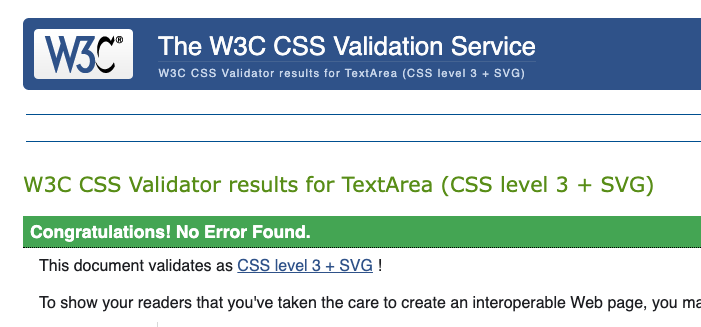 W3C®
The W3C CSS Validation Service
W3C CSS Validator results for TextArea (CSS level 3 + SVG)
W3C CSS Validator results for TextArea (CSS level 3 + SVG)
Congratulations! No Error Found.
This document validates as CSS level 3 + SVG !
To show your readers that you've taken the care to create an interoperable Web page, you